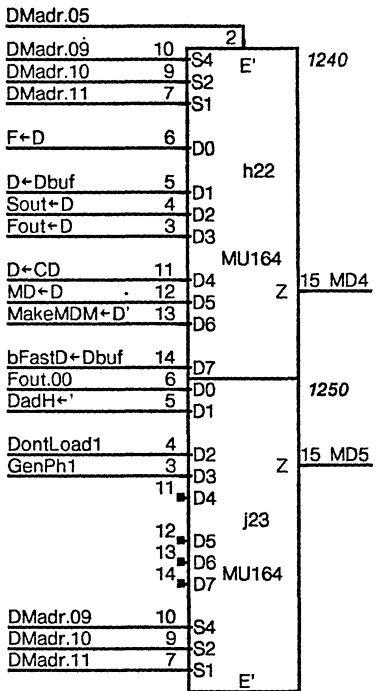 DMadr.05 2
DMadr.09 10 S4 E' 1240
DMadr.10 9 S2
DMadr.11 7 S1
F←D 6 D0
h22
D←Dbuf 5 D1
Sout←D 4 D2
Fout←D 3 D3
MU164
D←CD 11 D4
Z 15 MD4
MD←D 12 D5
MakeMDM←D' 13 D6
bFastD←Dbuf 14 D7
Fout.00 6 D0 1250
DadH←' 5 D1
DontLoad1 4 D2
Z 15 MD5
GenPh1 3 D3
11 D4
j23
12 D5
13 D6
MU164
14 D7
DMadr.09 10 S4
DMadr.10 9 S2
DMadr.11 7 S1
E'